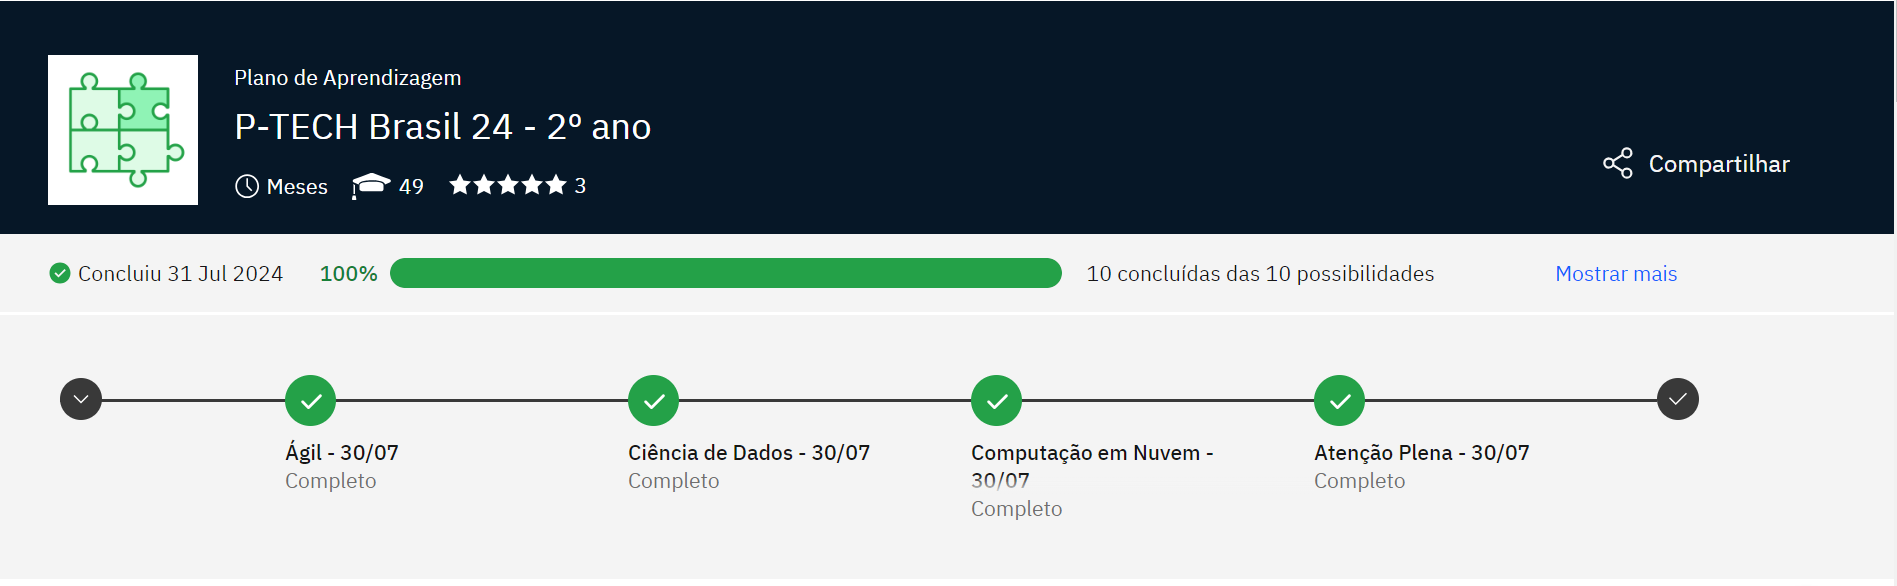 Plano de Aprendizagem
P-TECH Brasil 24 - 2º ano
Meses 49 3
Compartilhar
Concluiu 31 Jul 2024 100% 10 concluídas das 10 possibilidades Mostrar mais
Ágil - 30/07
Completo
Ciência de Dados - 30/07
Completo
Computação em Nuvem -
30/07
Completo
Atenção Plena - 30/07
Completo